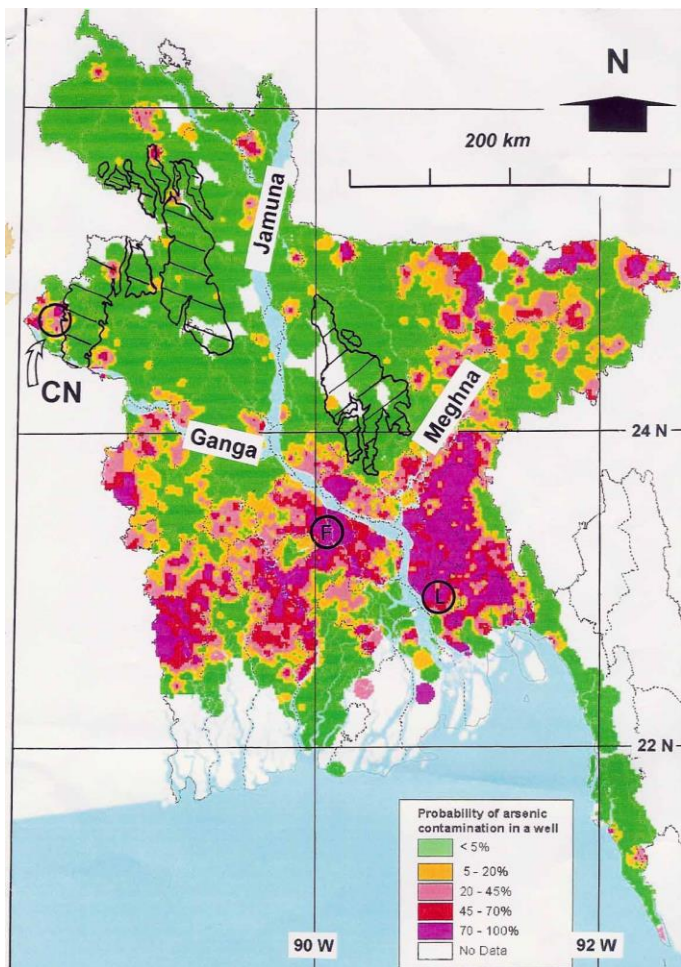 N
200 km
Jamuna
CN
Meghna
Ganga
24 N
F
L
22 N
Probability of arsenic
contamination in a well
< 5%
5 - 20%
20 - 45%
45 - 70%
70 - 100%
No Data
90 W
92 W